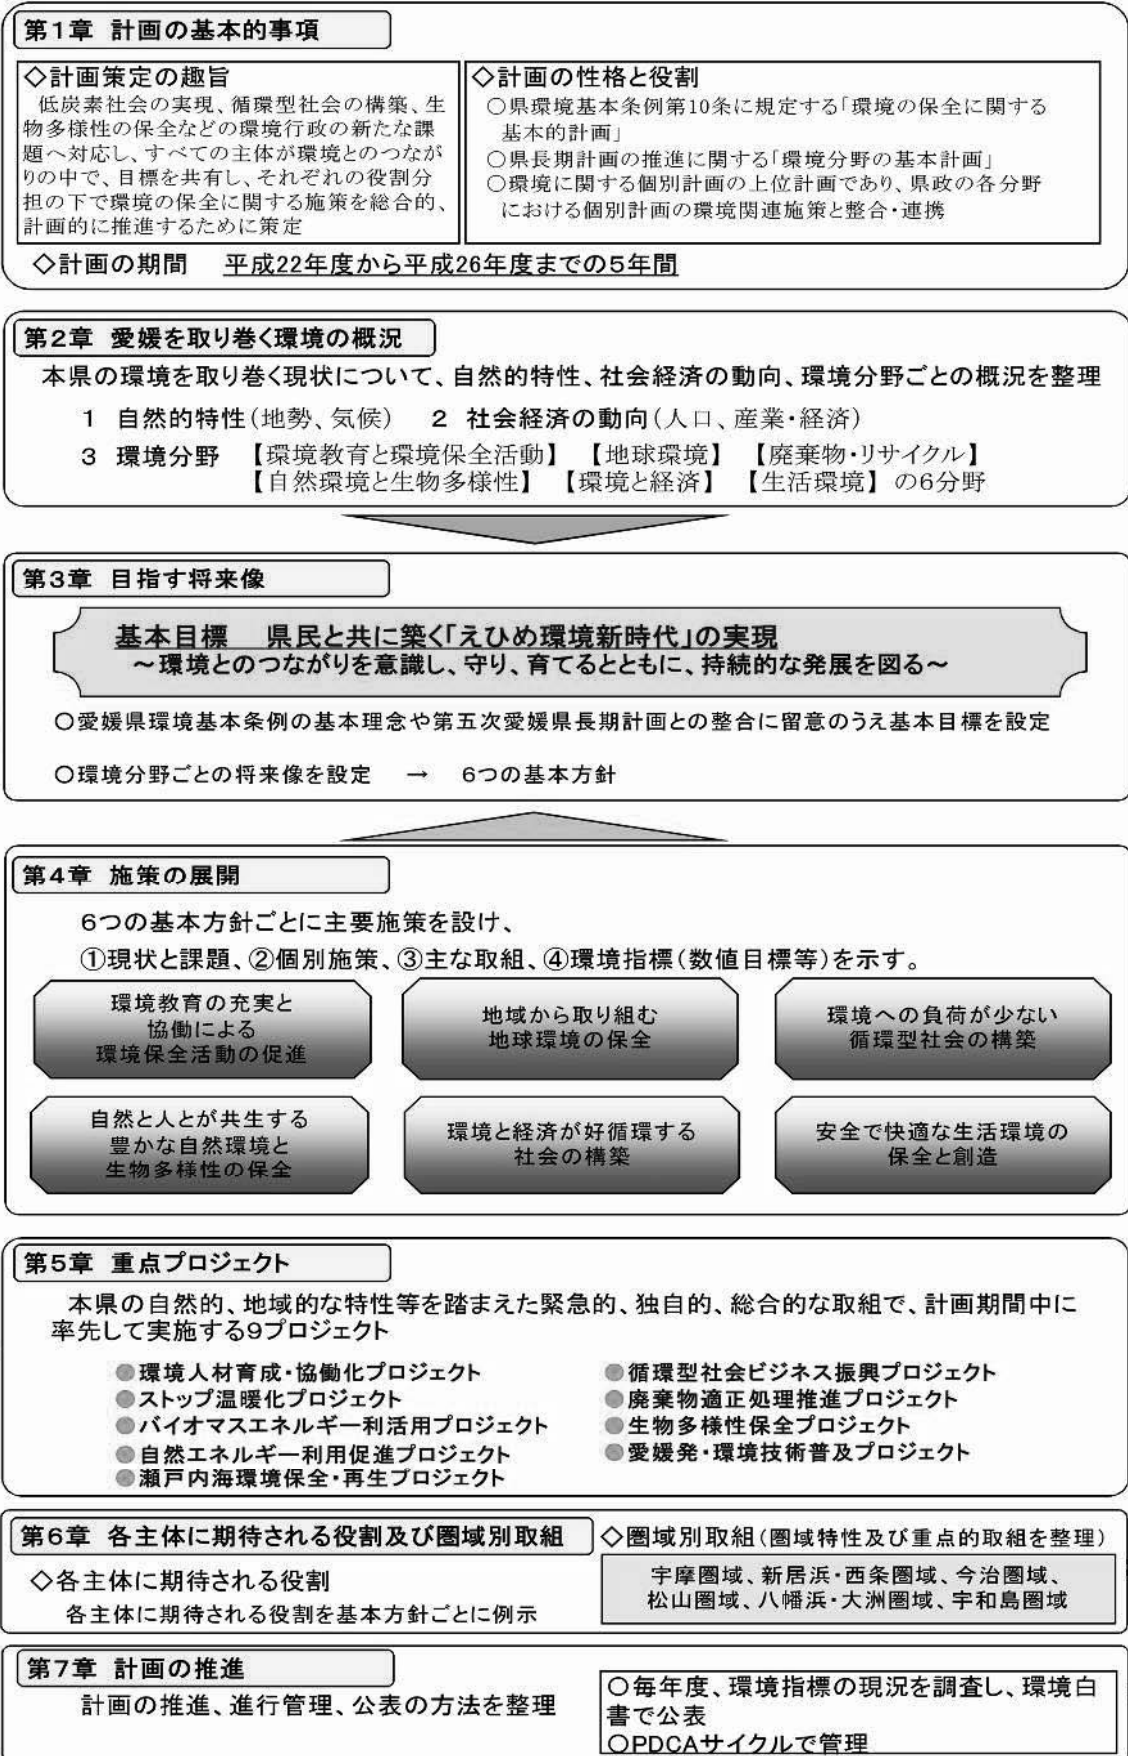 第1章 計画の基本的事項
◇計画策定の趣旨
低炭素社会の実現、循環型社会の構築、生
物多様性の保全などの環境行政の新たな課
題へ対応し、すべての主体が環境とのつなが
りの中で、目標を共有し、それぞれの役割分
担の下で環境の保全に関する施策を総合的、
計画的に推進するために策定
◇計画の性格と役割
○県環境基本条例第10条に規定する「環境の保全に関する
基本的計画」
○県長期計画の推進に関する「環境分野の基本計画」
○環境に関する個別計画の上位計画であり、県政の各分野
における個別計画の環境関連施策と整合・連携
◇計画の期間 平成22年度から平成26年度までの5年間
第2章 愛媛を取り巻く環境の概況
本県の環境を取り巻く現状について、自然的特性、社会経済の動向、環境分野ごとの概況を整理
1 自然的特性(地勢、気候) 2 社会経済の動向(人口、産業・経済)
3 環境分野 【環境教育と環境保全活動】 【地球環境】 【廃棄物・リサイクル】
【自然環境と生物多様性】 【環境と経済】 【生活環境】 の6分野
第3章 目指す将来像
基本目標 県民と共に築く「えひめ環境新時代」の実現
~環境とのつながりを意識し、守り、育てるとともに、持続的な発展を図る~
○愛媛県環境基本条例の基本理念や第五次愛媛県長期計画との整合に留意のうえ基本目標を設定
○環境分野ごとの将来像を設定 → 6つの基本方針
第4章 施策の展開
6つの基本方針ごとに主要施策を設け、
①現状と課題、②個別施策、③主な取組、④環境指標(数値目標等)を示す。
環境教育の充実と
協働による
環境保全活動の促進
地域から取り組む
地球環境の保全
環境への負荷が少ない
循環型社会の構築
自然と人とが共生する
豊かな自然環境と
生物多様性の保全
環境と経済が好循環する
社会の構築
安全で快適な生活環境の
保全と創造
第5章 重点プロジェクト
本県の自然的、地域的な特性等を踏まえた緊急的、独自的、総合的な取組で、計画期間中に
率先して実施する9プロジェクト
●環境人材育成・協働化プロジェクト
●ストップ温暖化プロジェクト
●バイオマスエネルギー利活用プロジェクト
●自然エネルギー利用促進プロジェクト
●瀬戸内海環境保全・再生プロジェクト
●循環型社会ビジネス振興プロジェクト
●廃棄物適正処理推進プロジェクト
●生物多様性保全プロジェクト
●愛媛発・環境技術普及プロジェクト
第6章 各主体に期待される役割及び圏域別取組
◇各主体に期待される役割
各主体に期待される役割を基本方針ごとに例示
◇圏域別取組(圏域特性及び重点的取組を整理)
宇摩圏域、新居浜・西条圏域、今治圏域、
松山圏域、八幡浜・大洲圏域、宇和島圏域
第7章 計画の推進
計画の推進、進行管理、公表の方法を整理
○毎年度、環境指標の現況を調査し、環境白
書で公表
○PDCAサイクルで管理